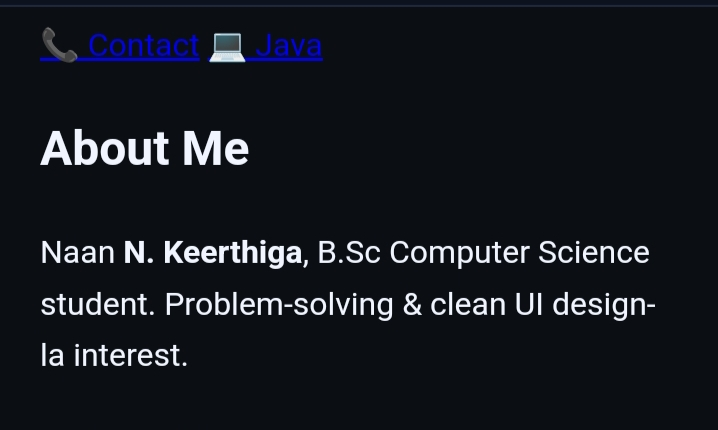 📞 Contact 💻 Java
About Me
Naan N. Keerthiga, B.Sc Computer Science
student. Problem-solving & clean UI design-
la interest.